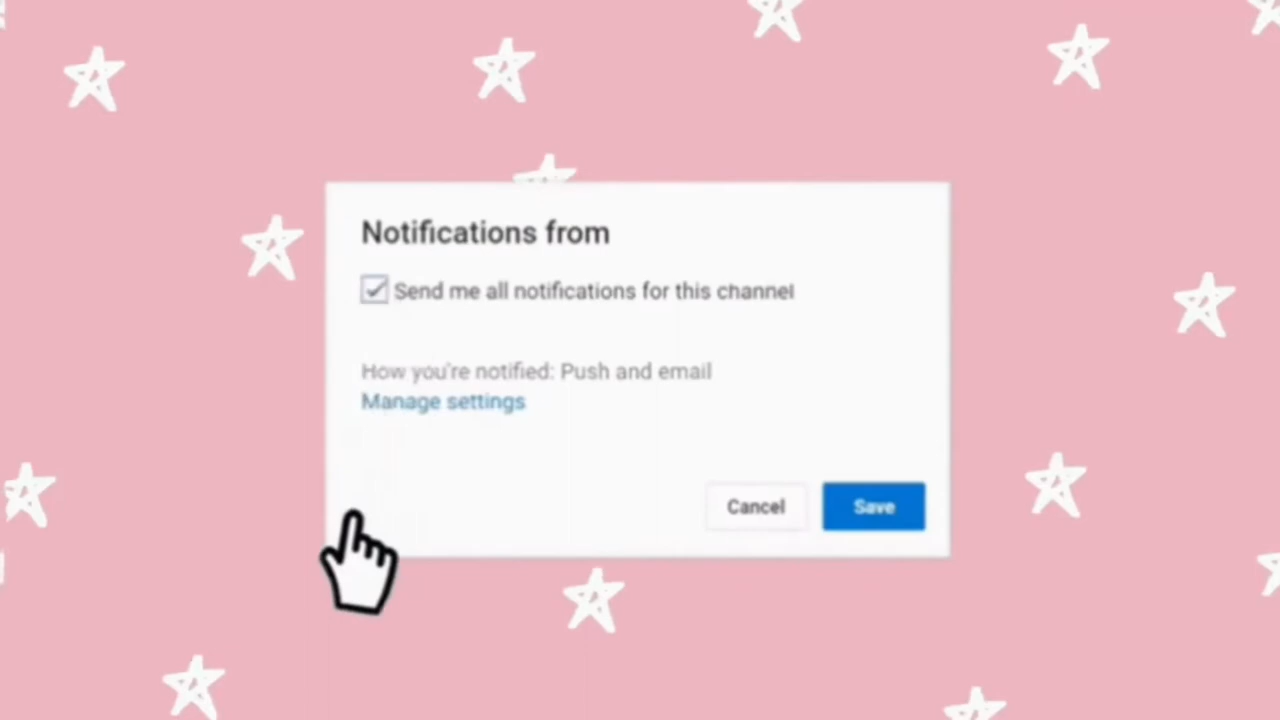 Notifications from
Send me all notifications for this channel
How you're notified: Push and email
Manage settings
Cancel
Save